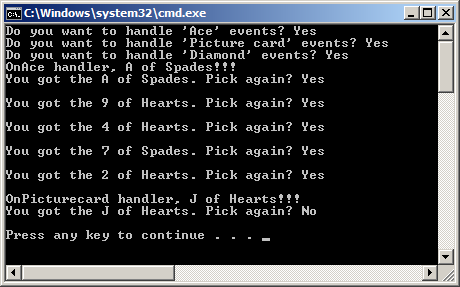 C:\Windows\system32\cmd.exe
Do you want to handle 'Ace' events? Yes
Do you want to handle 'Picture card' events? Yes
Do you want to handle 'Diamond' events? Yes
OnAce handler, A of Spades!!!
You got the A of Spades. Pick again? Yes
You got the 9 of Hearts. Pick again? Yes
You got the 4 of Hearts. Pick again? Yes
You got the 7 of Spades. Pick again? Yes
You got the 2 of Hearts. Pick again? Yes
OnPicturecard handler, J of Hearts!!!
You got the J of Hearts. Pick again? No
Press any key to continue . . . _